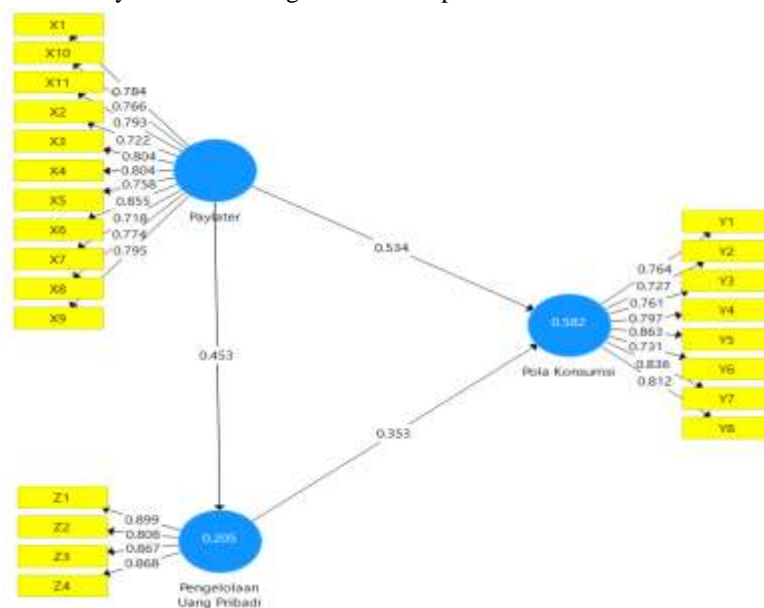 X1
X10
X11
X2
X3
X4
X5
X6
X7
X8
X9
0.784
0.766
0.793
0.722
0.804
0.804
0.758
0.855
0.718
0.774
0.795
Paylater
0.534
0.453
0.353
0.582
Pola Konsumsi
0.764
0.727
0.761
0.797
0.863
0.731
0.836
0.812
Y1
Y2
Y3
Y4
Y5
Y6
Y7
Y8
Z1
Z2
Z3
Z4
0.899
0.808
0.867
0.868
0.205
Pengelolaan
Uang Pribadi